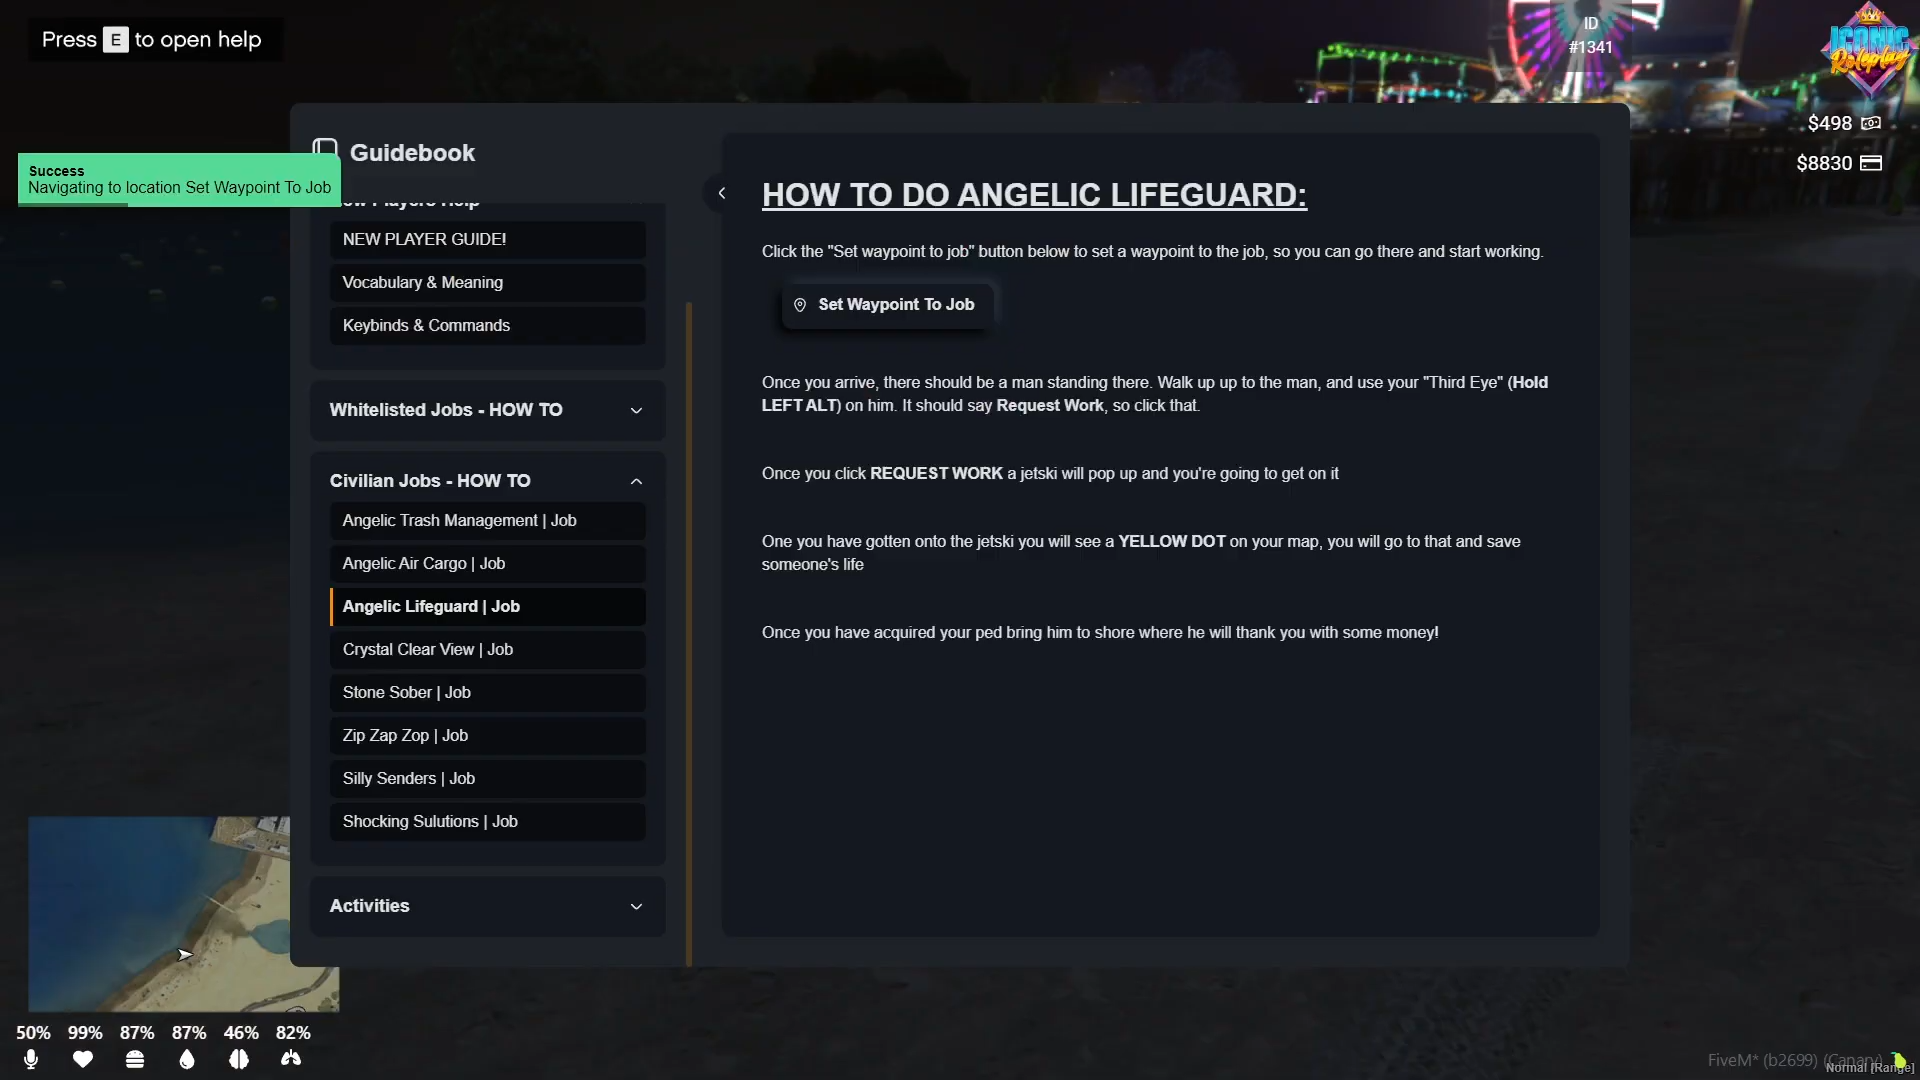 Press E to open help
ID
#1341
ICONIC
Roleplay
$498
$8830
Success
Navigating to location Set Waypoint To Job
Guidebook
NEW PLAYER GUIDE!
Vocabulary & Meaning
Keybinds & Commands
Whitelisted Jobs - HOW TO
Civilian Jobs - HOW TO
Angelic Trash Management | Job
Angelic Air Cargo | Job
Angelic Lifeguard | Job
Crystal Clear View | Job
Stone Sober | Job
Zip Zap Zop | Job
Silly Senders | Job
Shocking Sulutions | Job
Activities
HOW TO DO ANGELIC LIFEGUARD:
Click the "Set waypoint to job" button below to set a waypoint to the job, so you can go there and start working.
Set Waypoint To Job
Once you arrive, there should be a man standing there. Walk up up to the man, and use your "Third Eye" (Hold
LEFT ALT) on him. It should say Request Work, so click that.
Once you click REQUEST WORK a jetski will pop up and you're going to get on it
One you have gotten onto the jetski you will see a YELLOW DOT on your map, you will go to that and save
someone's life
Once you have acquired your ped bring him to shore where he will thank you with some money!
50% 99% 87% 87% 46% 82%
FiveM* (b2699) (Canary)
Normal [Range]